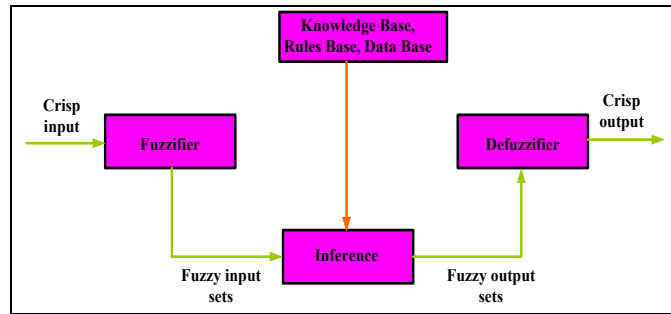 Knowledge Base,
Rules Base, Data Base
Crisp
input
Fuzzifier
Crisp
output
Defuzzifier
Inference
Fuzzy input
sets
Fuzzy output
sets